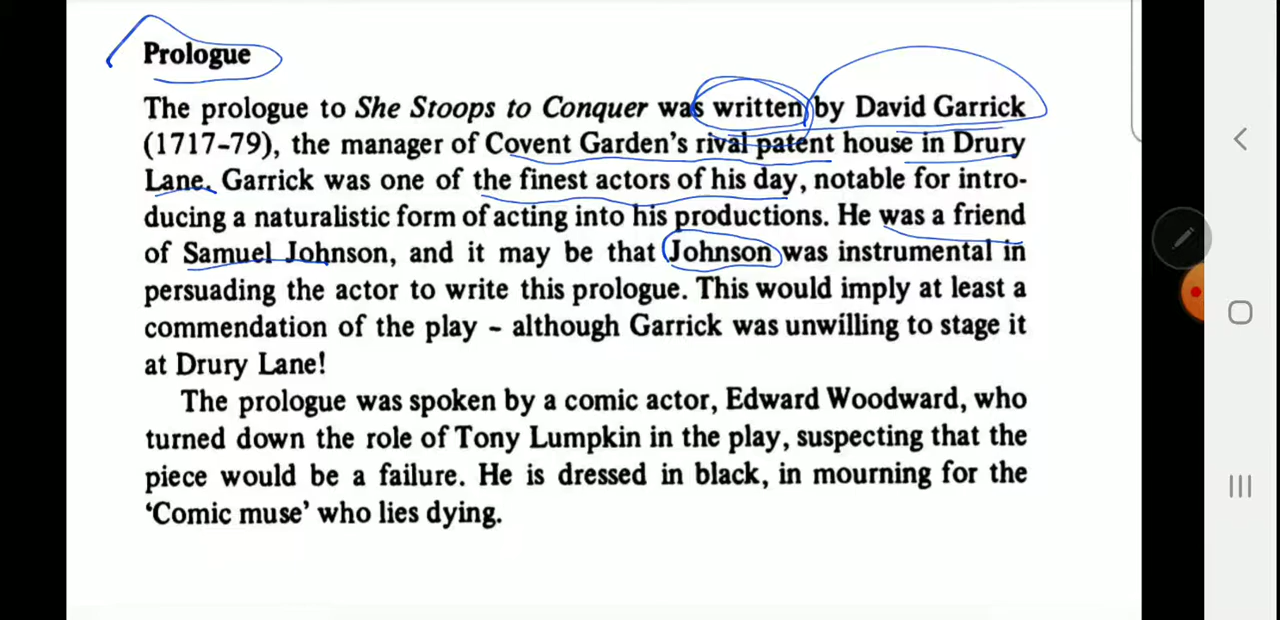 Prologue
The prologue to She Stoops to Conquer was written by David Garrick
(1717-79), the manager of Covent Garden's rival patent house in Drury
Lane. Garrick was one of the finest actors of his day, notable for intro-
ducing a naturalistic form of acting into his productions. He was a friend
of Samuel Johnson, and it may be that Johnson was instrumental in
persuading the actor to write this prologue. This would imply at least a
commendation of the play – although Garrick was unwilling to stage it
at Drury Lane!
The prologue was spoken by a comic actor, Edward Woodward, who
turned down the role of Tony Lumpkin in the play, suspecting that the
piece would be a failure. He is dressed in black, in mourning for the
‘Comic muse’ who lies dying.